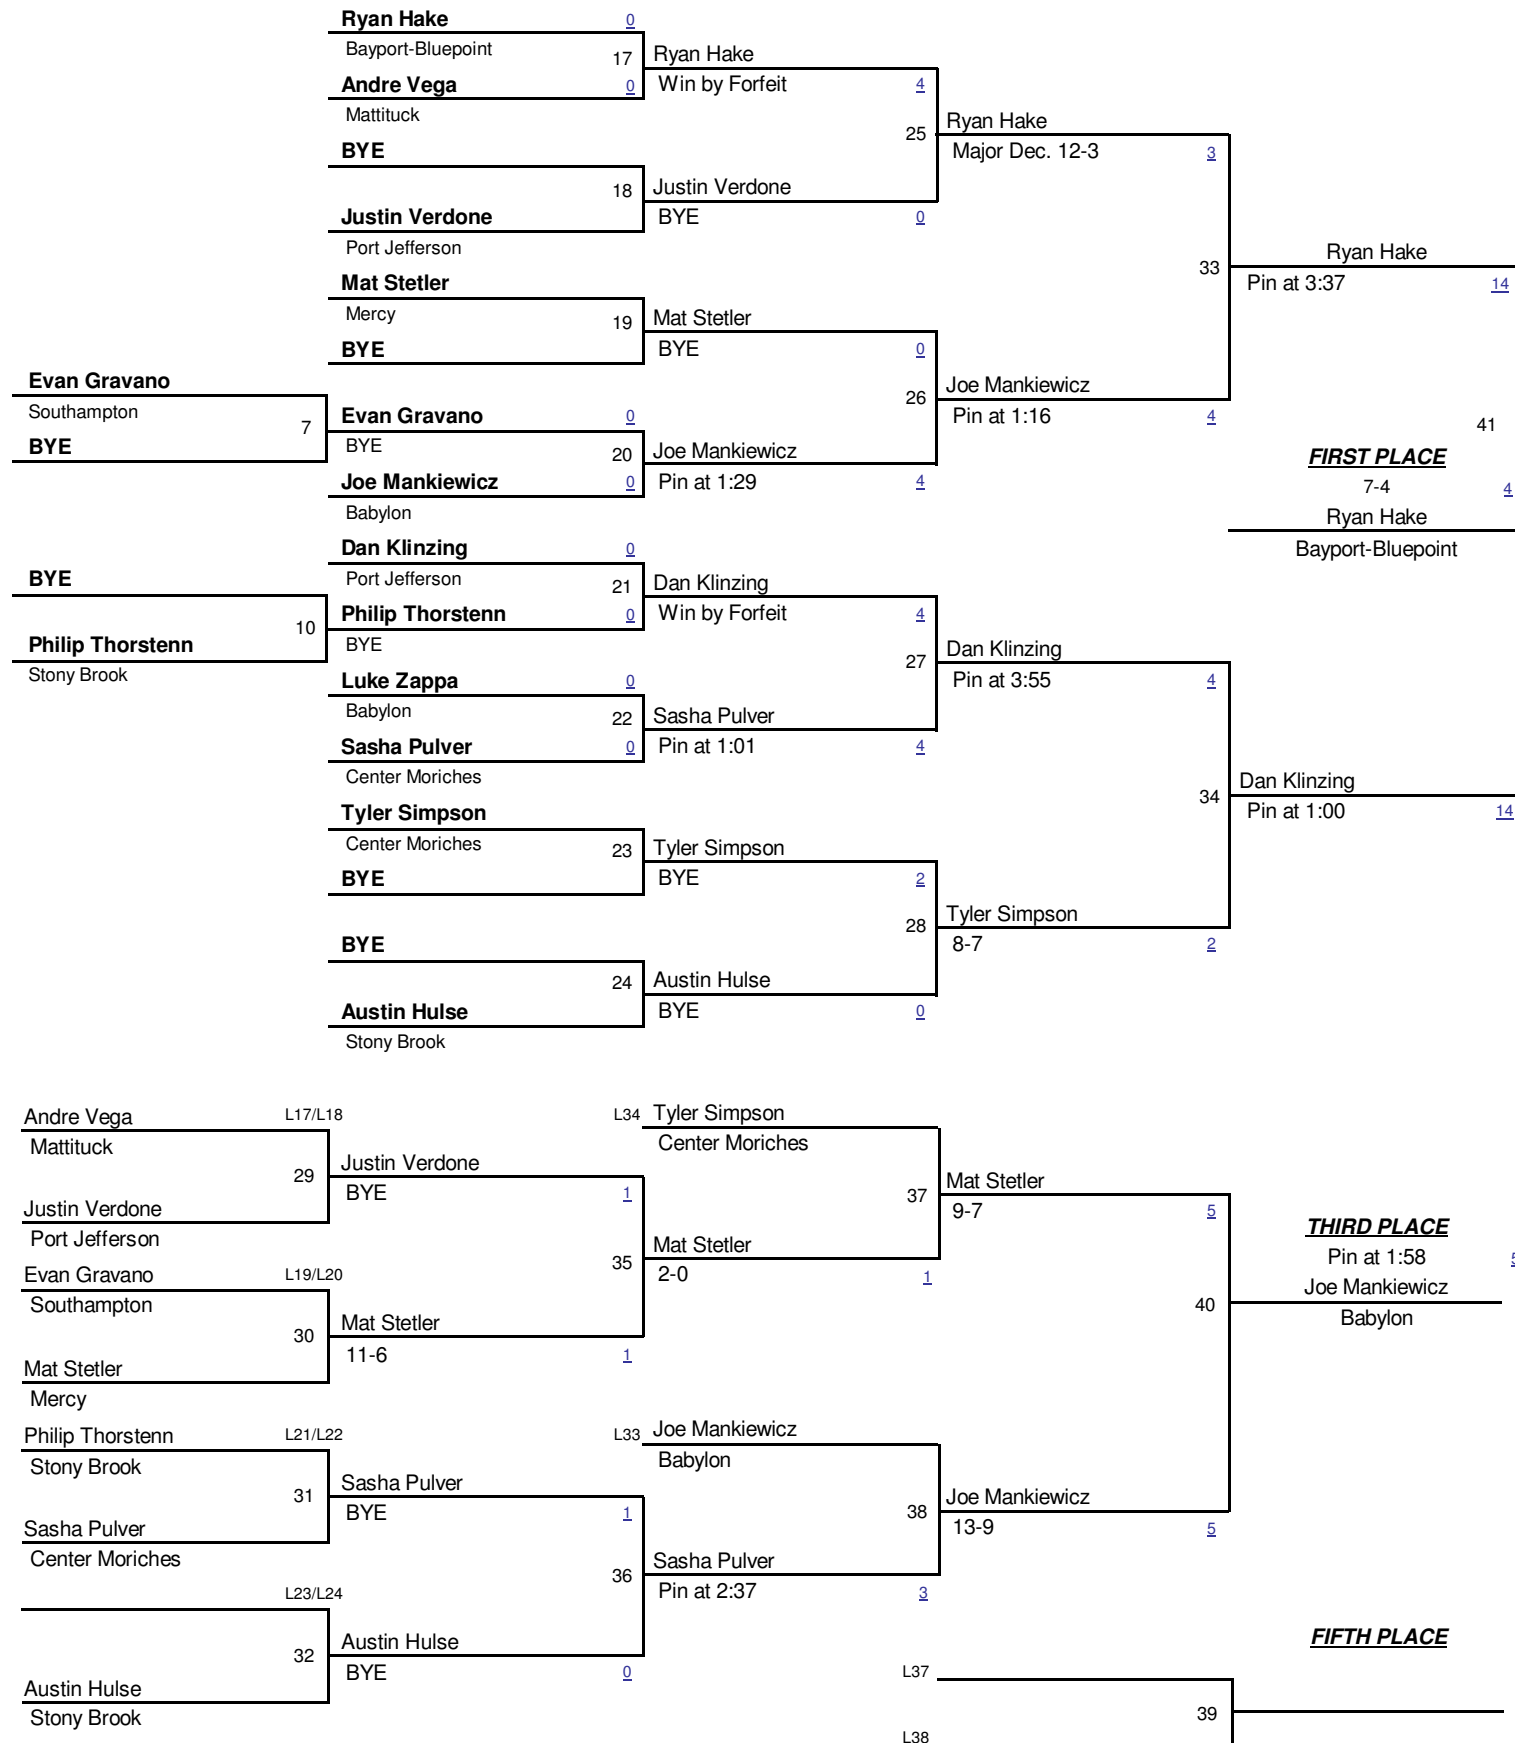 Ryan Hake 0
Bayport-Bluepoint
17 Ryan Hake
Andre Vega 0 Win by Forfeit 4
Mattituck
Ryan Hake
BYE 25 Major Dec. 12-3 3
18 Justin Verdone
Justin Verdone BYE 0
Port Jefferson
Ryan Hake
Mat Stetler 33 Pin at 3:37 14
Mercy
19 Mat Stetler
BYE BYE 0
Evan Gravano
Joe Mankiewicz
Southampton 26 Pin at 1:16 4
7 Evan Gravano 0 41
BYE BYE
20 Joe Mankiewicz FIRST PLACE
Joe Mankiewicz 0 Pin at 1:29 4 7-4 4
Babylon Ryan Hake
Dan Klinzing 0 Bayport-Bluepoint
BYE Port Jefferson
21 Dan Klinzing
10 Philip Thorstenn 0 Win by Forfeit 4
Philip Thorstenn BYE
Dan Klinzing
Stony Brook 27
Luke Zappa 0 Pin at 3:55 4
Babylon
22 Sasha Pulver
Sasha Pulver 0 Pin at 1:01 4
Center Moriches
Dan Klinzing
Tyler Simpson 34 Pin at 1:00 14
Center Moriches
23 Tyler Simpson
BYE BYE 2
Tyler Simpson
BYE 28 8-7 2
24 Austin Hulse
Austin Hulse BYE 0
Stony Brook
Andre Vega L17/L18 L34 Tyler Simpson
Mattituck Center Moriches
29 Justin Verdone
BYE 1 37 Mat Stetler
Justin Verdone 9-7 5
Port Jefferson THIRD PLACE
35 Mat Stetler Pin at 1:58
Evan Gravano L19/L20 2-0 1 Joe Mankiewicz
Southampton 40 Babylon
30 Mat Stetler
11-6 1
Mat Stetler
Mercy
Philip Thorstenn L21/L22 L33 Joe Mankiewicz
Stony Brook Babylon
31 Sasha Pulver
BYE 1 38 Joe Mankiewicz
Sasha Pulver 13-9 5
Center Moriches
36 Sasha Pulver
L23/L24 Pin at 2:37 3
32 Austin Hulse FIFTH PLACE
BYE 0 L37
Austin Hulse
Stony Brook 39
L38